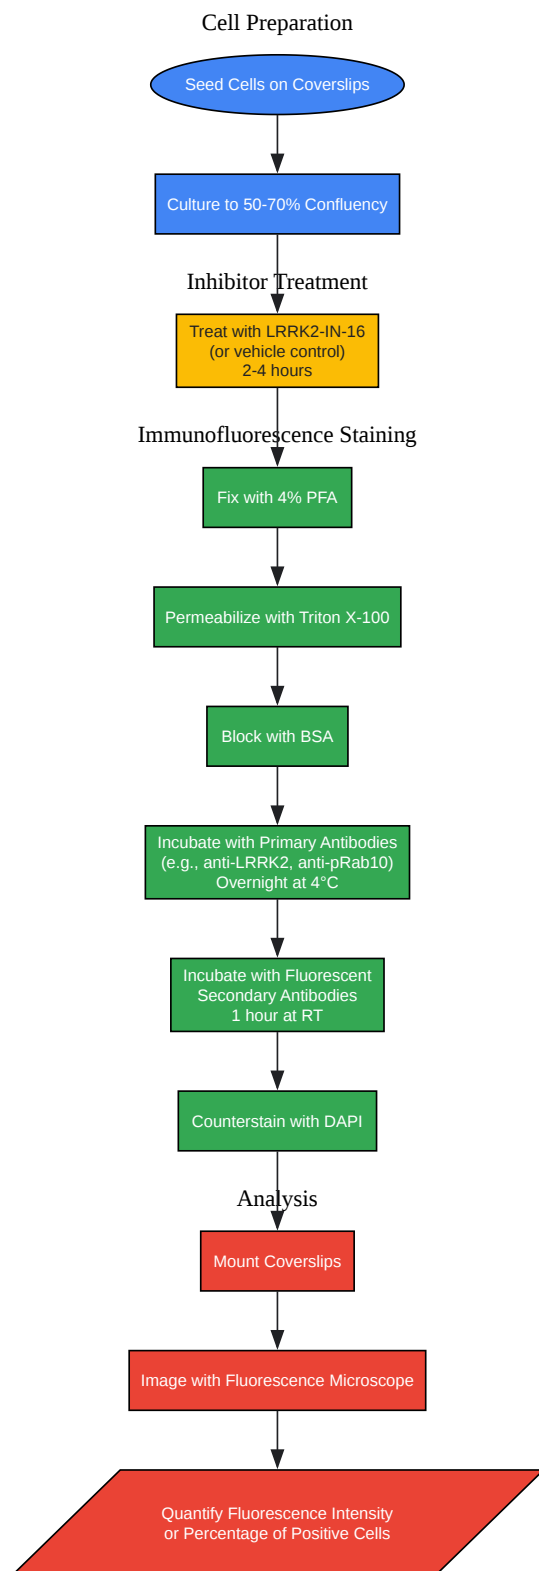 Cell Preparation
Seed Cells on Coverslips
Culture to 50-70% Confluency
Inhibitor Treatment
Treat with LRRK2-IN-16
(or vehicle control)
2-4 hours
Immunofluorescence Staining
Fix with 4% PFA
Permeabilize with Triton X-100
Block with BSA
Incubate with Primary Antibodies
(e.g., anti-LRRK2, anti-pRab10)
Overnight at 4°C
Incubate with Fluorescent
Secondary Antibodies
1 hour at RT
Counterstain with DAPI
Analysis
Mount Coverslips
Image with Fluorescence Microscope
Quantify Fluorescence Intensity
or Percentage of Positive Cells